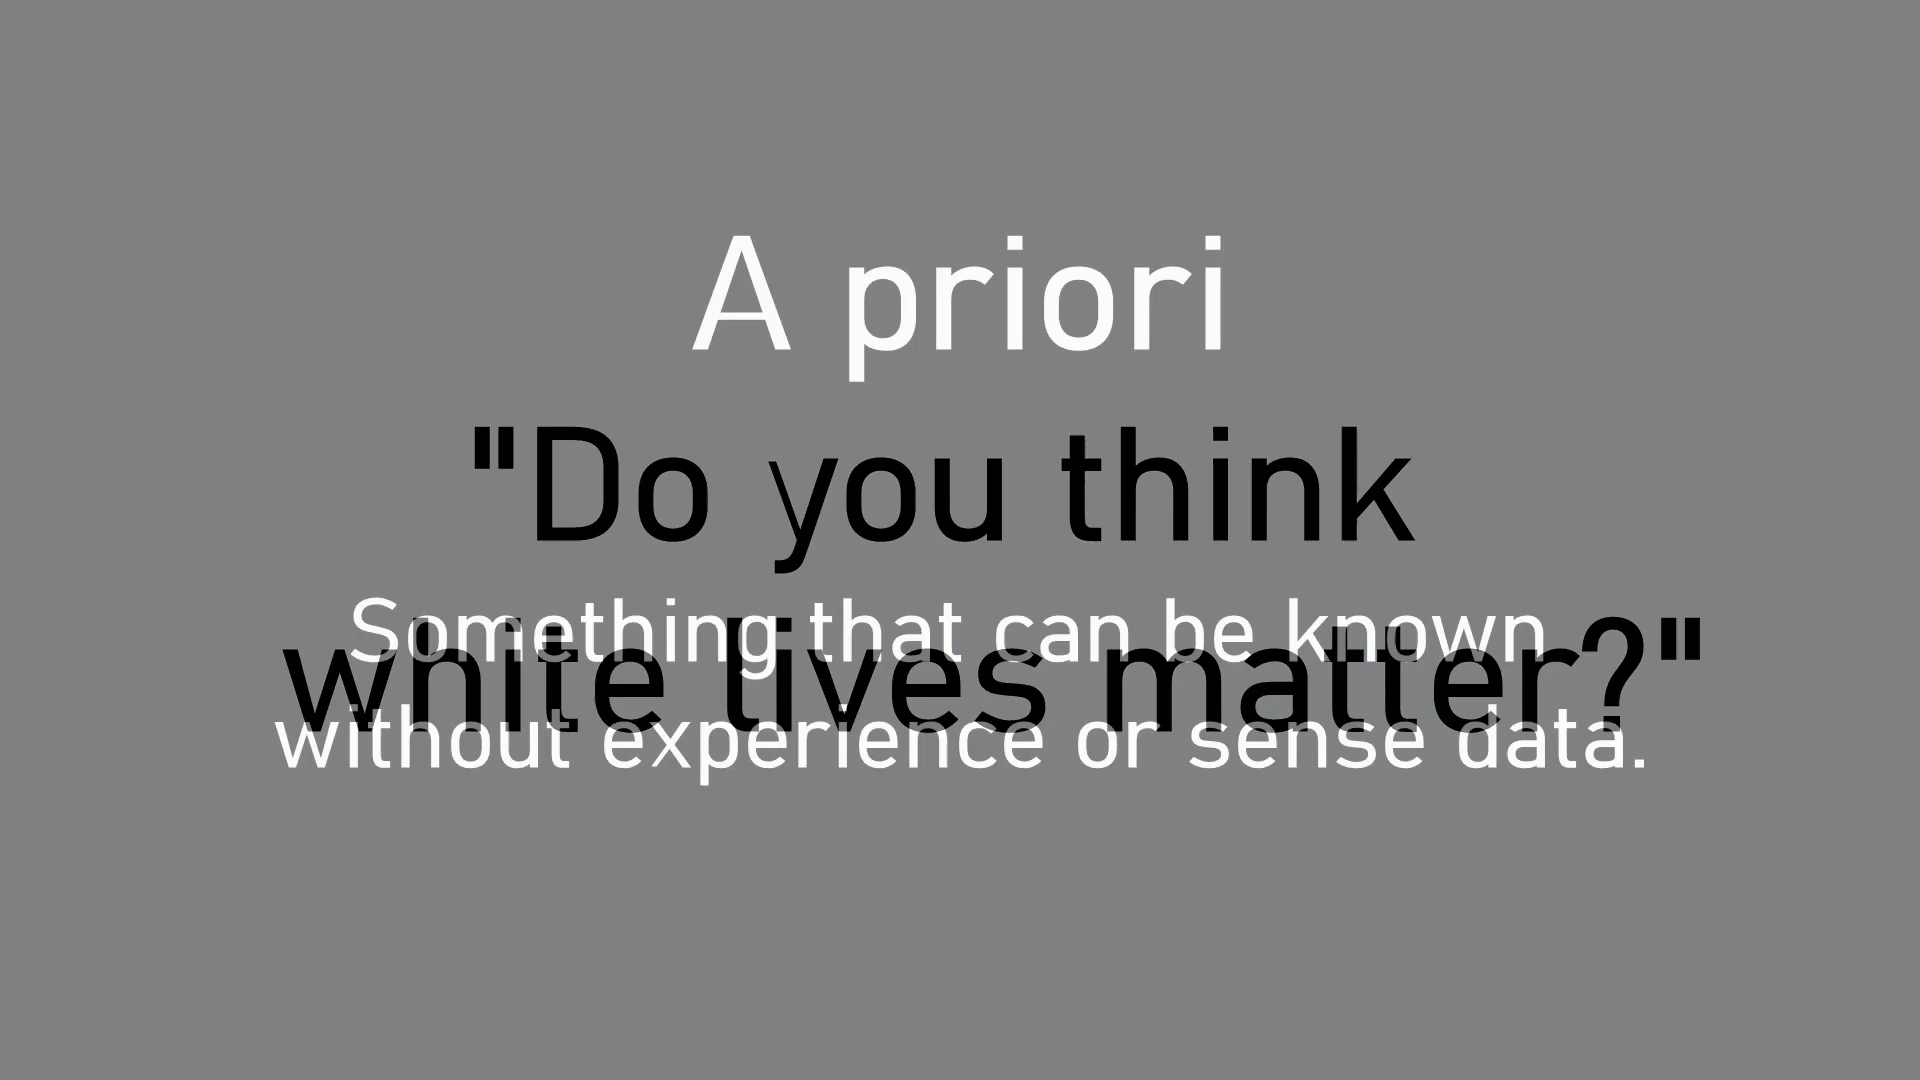 A priori
"Do you think
Something that can be known
white lives matter?"
without experience or sense data.